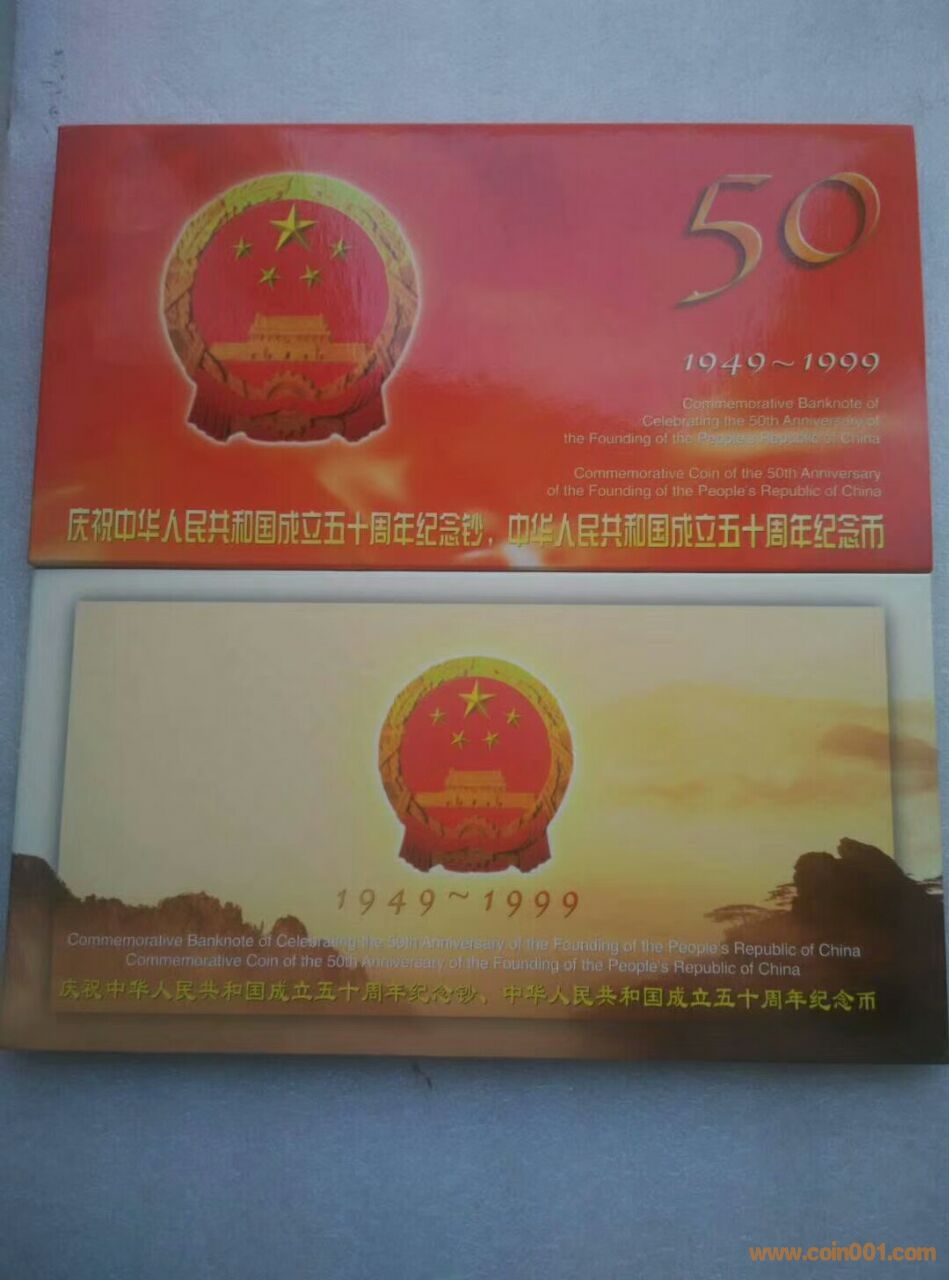 50
1949~1999
Commemorative Banknote of
Celebrating the 50th Anniversary of
the Founding of the People's Republic of China
Commemorative Coin of the 50th Anniversary
of the Founding of the People's Republic of China
庆祝中华人民共和国成立五十周年纪念钞、中华人民共和国成立五十周年纪念币
1949~1999
Commemorative Banknote of Celebrating the 50th Anniversary of the Founding of the People's Republic of China
Commemorative Coin of the 50th Anniversary of the Founding of the People's Republic of China
庆祝中华人民共和国成立五十周年纪念钞、中华人民共和国成立五十周年纪念币
www.coin001.com